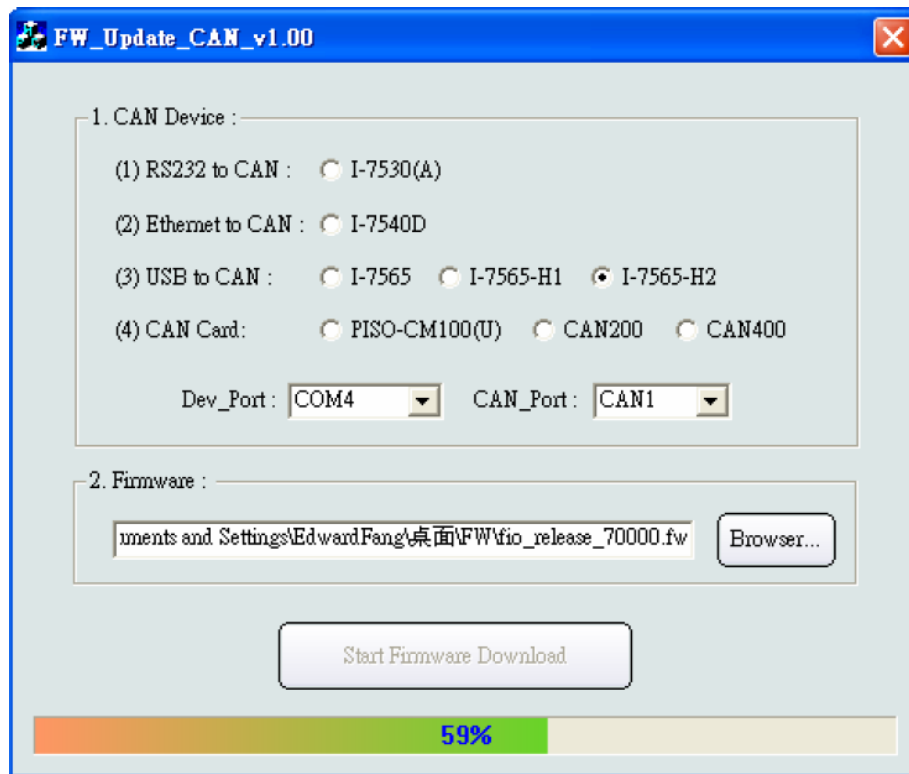 FW_Update_CAN_v1.00
1. CAN Device :
(1) RS232 to CAN : I-7530(A)
(2) Ethernet to CAN : I-7540D
(3) USB to CAN : I-7565 I-7565-H1 I-7565-H2
(4) CAN Card: PISO-CM100(U) CAN200 CAN400
Dev_Port : COM4 CAN_Port : CAN1
2. Firmware :
uments and Settings\EdwardFang\桌面\FW\fio_release_70000.fw Browser...
Start Firmware Download
59%